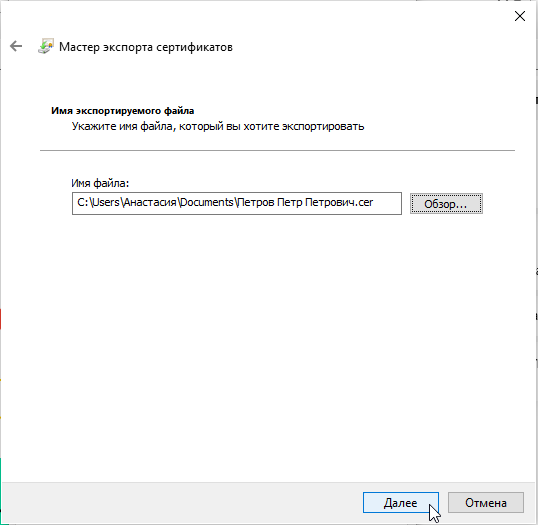 Мастер экспорта сертификатов
Имя экспортируемого файла
Укажите имя файла, который вы хотите экспортировать
Имя файла:
C:\Users\Анастасия\Documents\Петров Петр Петрович.cer
Обзор...
Далее
Отмена